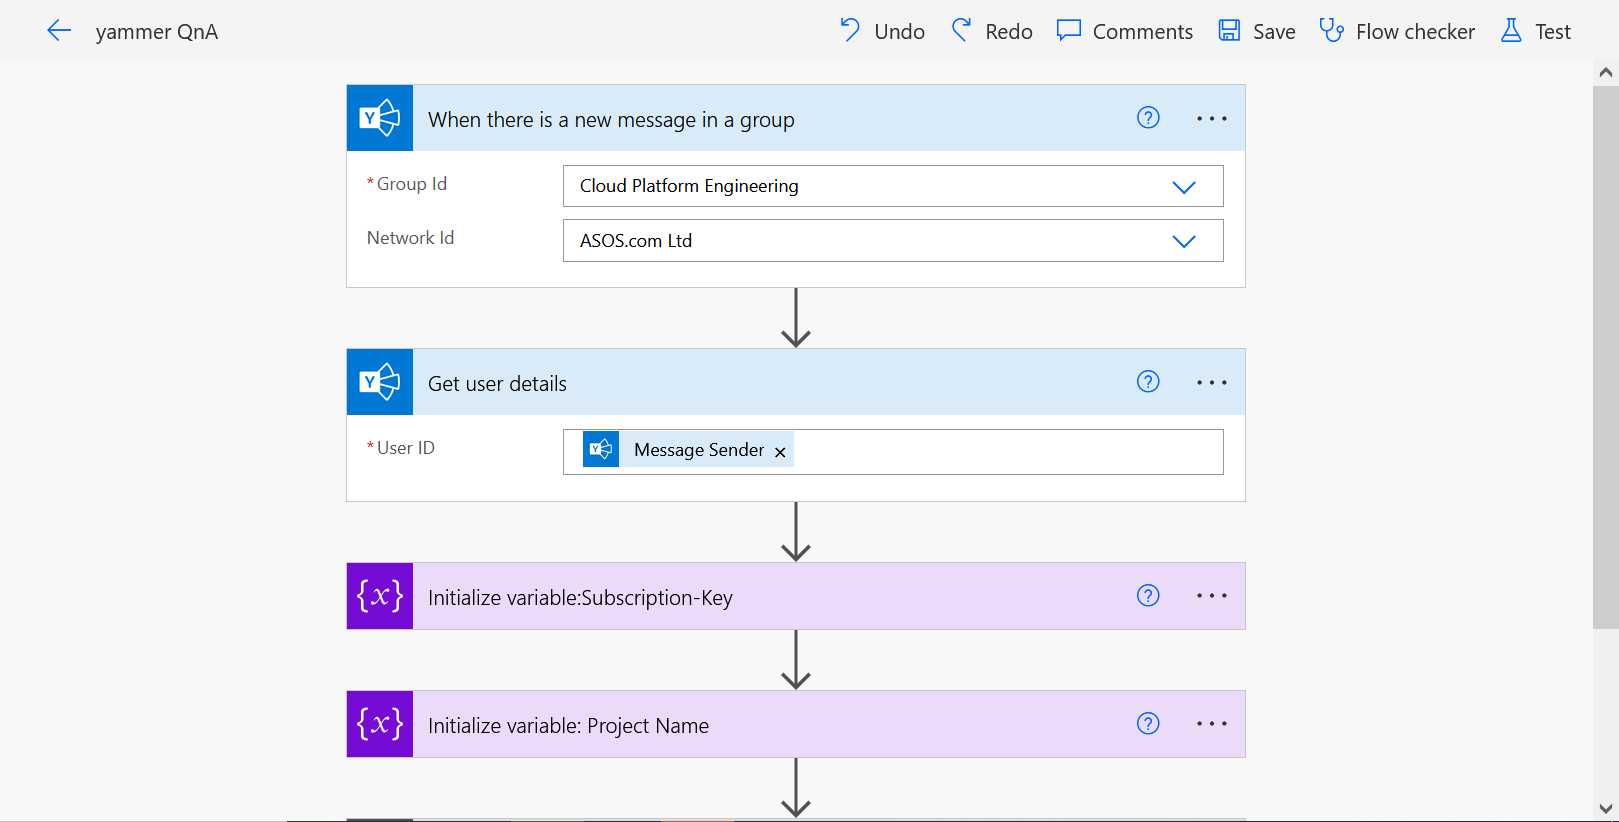 yammer QnA
Undo
Redo
Comments
Save
Flow checker
Test
When there is a new message in a group
?
* Group Id
Cloud Platform Engineering
Network Id
ASOS.com Ltd
Get user details
?
* User ID
Message Sender ×
{x} Initialize variable:Subscription-Key
?
{x} Initialize variable: Project Name
?